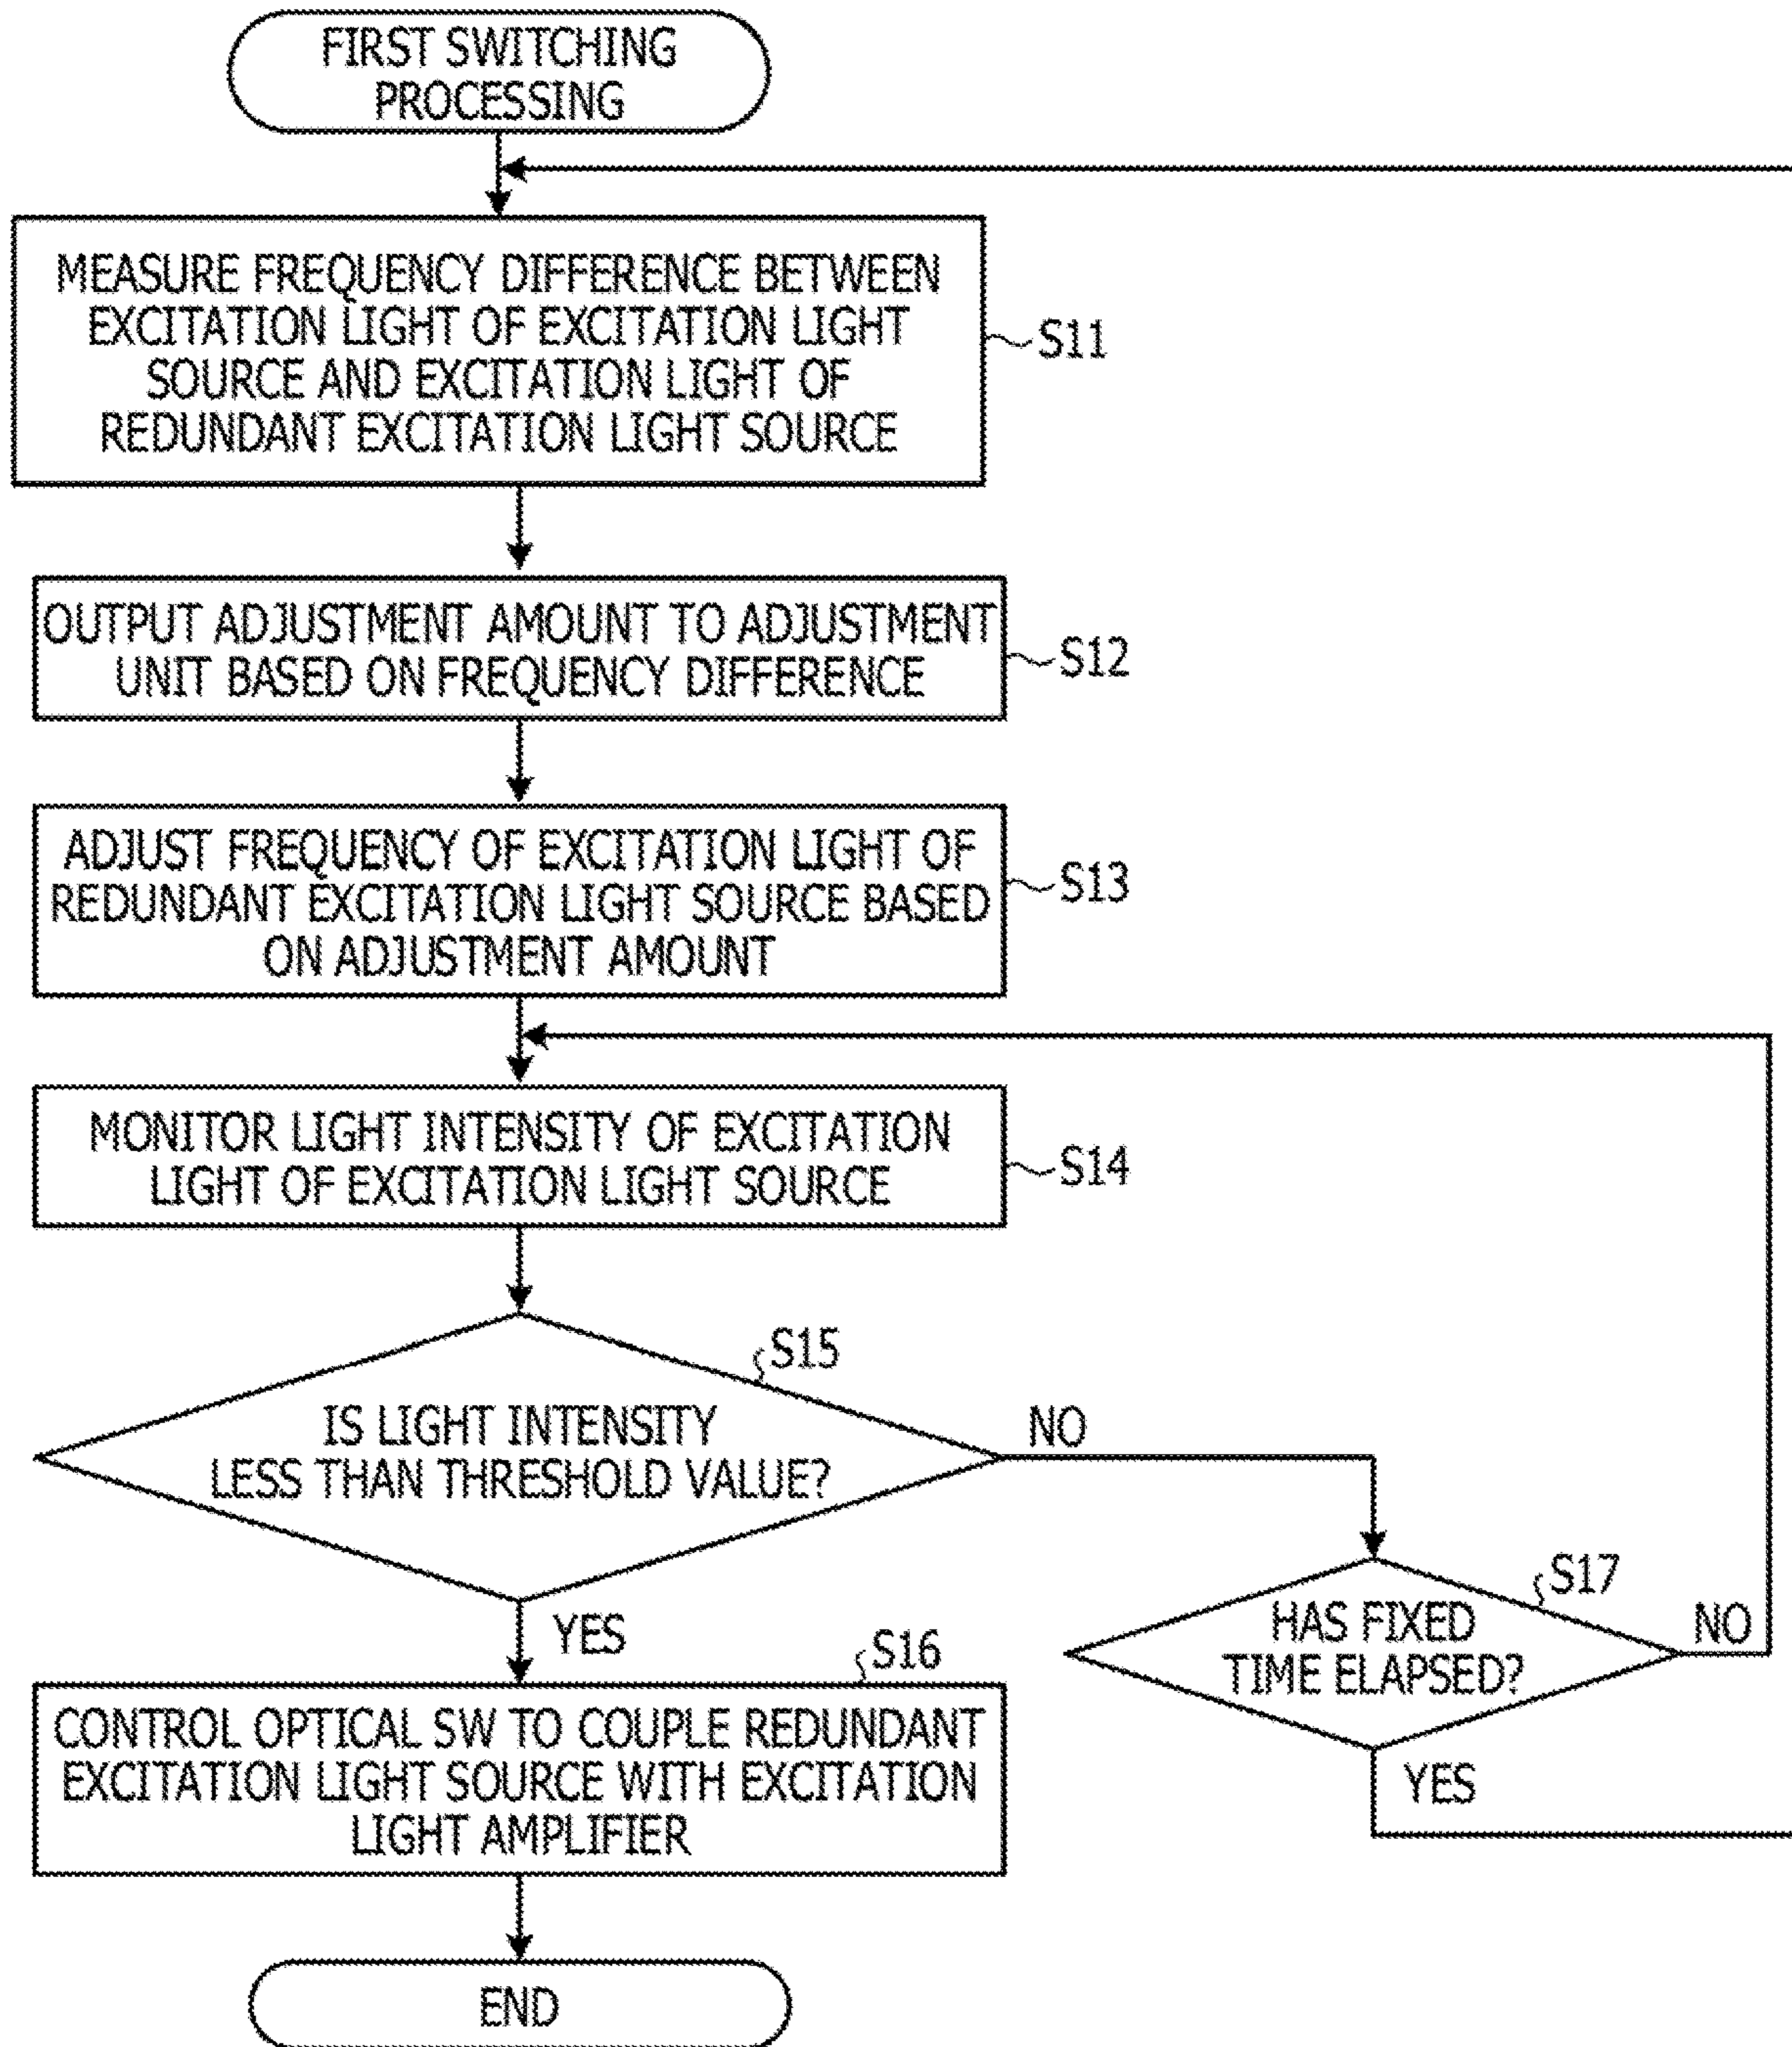 FIRST SWITCHING
PROCESSING
MEASURE FREQUENCY DIFFERENCE BETWEEN
EXCITATION LIGHT OF EXCITATION LIGHT
SOURCE AND EXCITATION LIGHT OF
REDUNDANT EXCITATION LIGHT SOURCE
S11
OUTPUT ADJUSTMENT AMOUNT TO ADJUSTMENT
UNIT BASED ON FREQUENCY DIFFERENCE
S12
ADJUST FREQUENCY OF EXCITATION LIGHT OF
REDUNDANT EXCITATION LIGHT SOURCE BASED
ON ADJUSTMENT AMOUNT
S13
MONITOR LIGHT INTENSITY OF EXCITATION
LIGHT OF EXCITATION LIGHT SOURCE
S14
S15
IS LIGHT INTENSITY
LESS THAN THRESHOLD VALUE?
NO
YES
S17
HAS FIXED
TIME ELAPSED?
NO
YES
S16
CONTROL OPTICAL SW TO COUPLE REDUNDANT
EXCITATION LIGHT SOURCE WITH EXCITATION
LIGHT AMPLIFIER
END